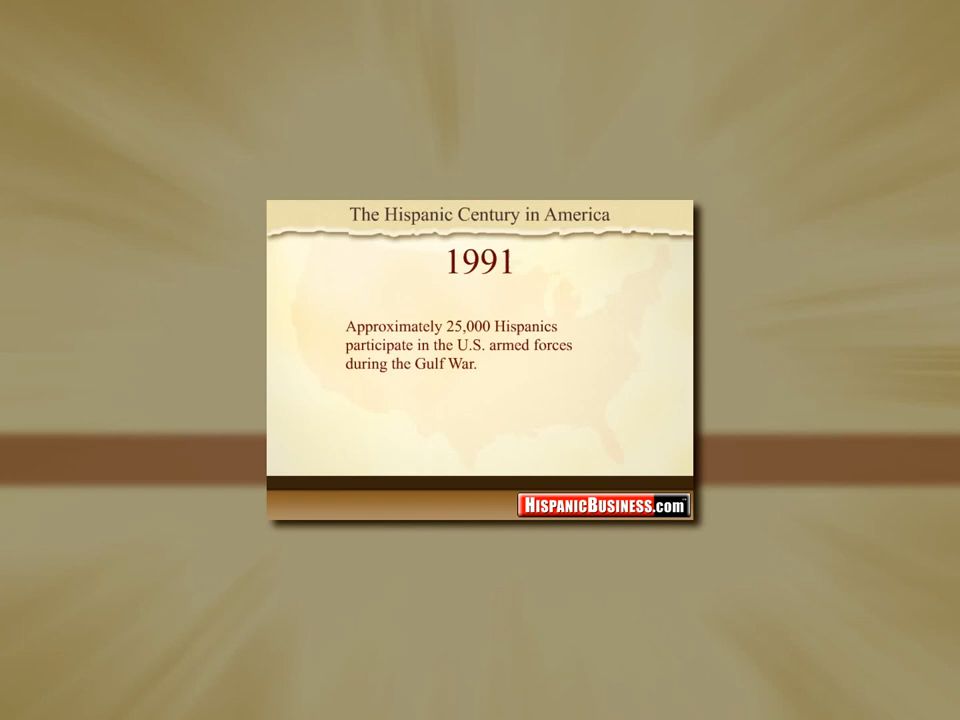 The Hispanic Century in America
1991
Approximately 25,000 Hispanics
participate in the U.S. armed forces
during the Gulf War.
HISPANICBUSINESS.com